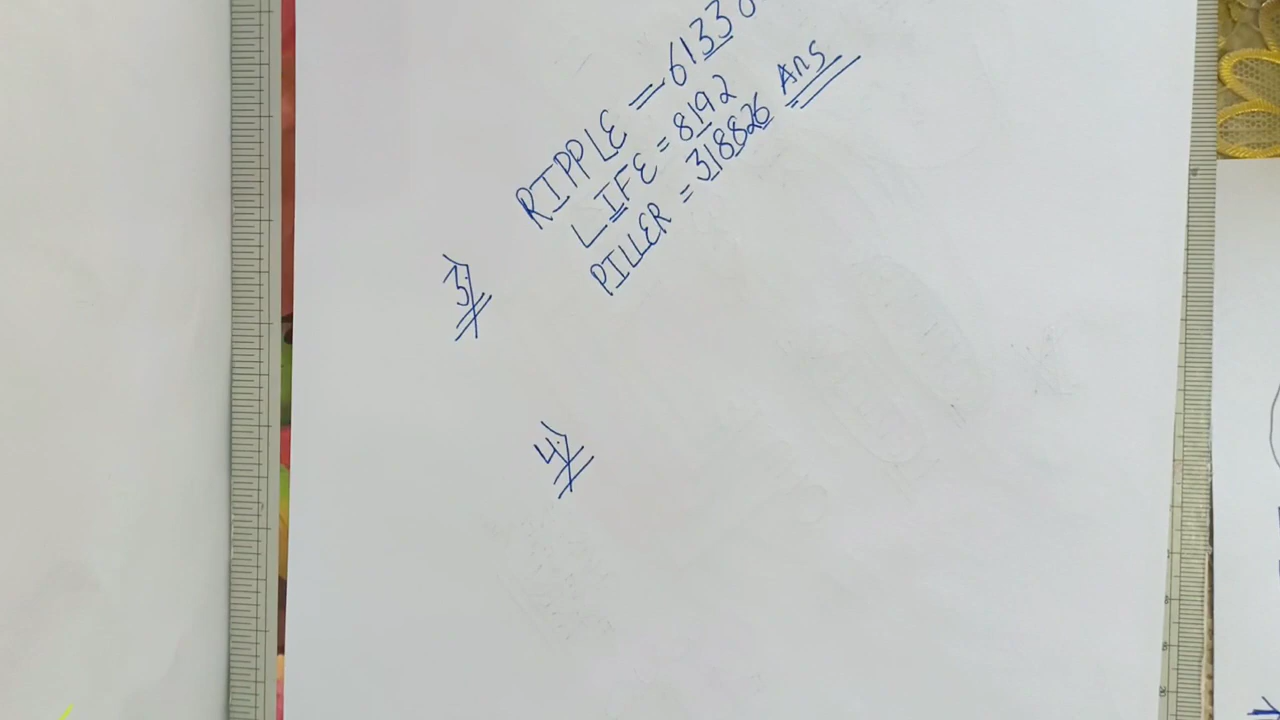 RIPPLE = 6133
LIFE = 8192
PILLER = 318826 Ans
3.)
4.)